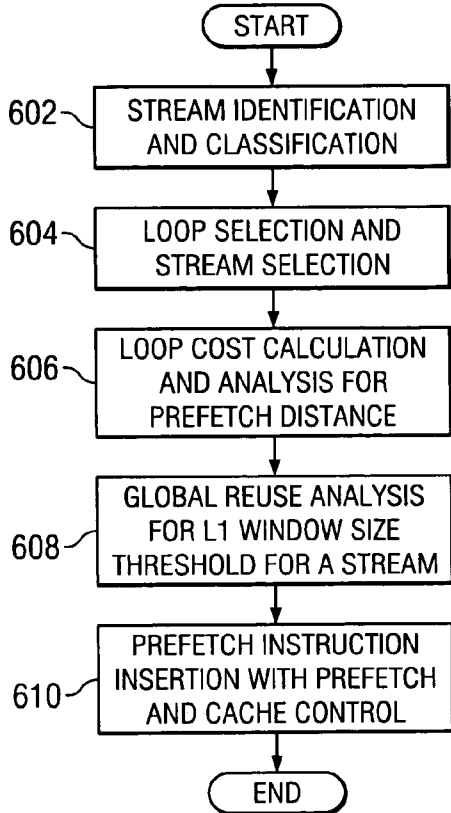 START
602
STREAM IDENTIFICATION
AND CLASSIFICATION
604
LOOP SELECTION AND
STREAM SELECTION
606
LOOP COST CALCULATION
AND ANALYSIS FOR
PREFETCH DISTANCE
608
GLOBAL REUSE ANALYSIS
FOR L1 WINDOW SIZE
THRESHOLD FOR A STREAM
610
PREFETCH INSTRUCTION
INSERTION WITH PREFETCH
AND CACHE CONTROL
END